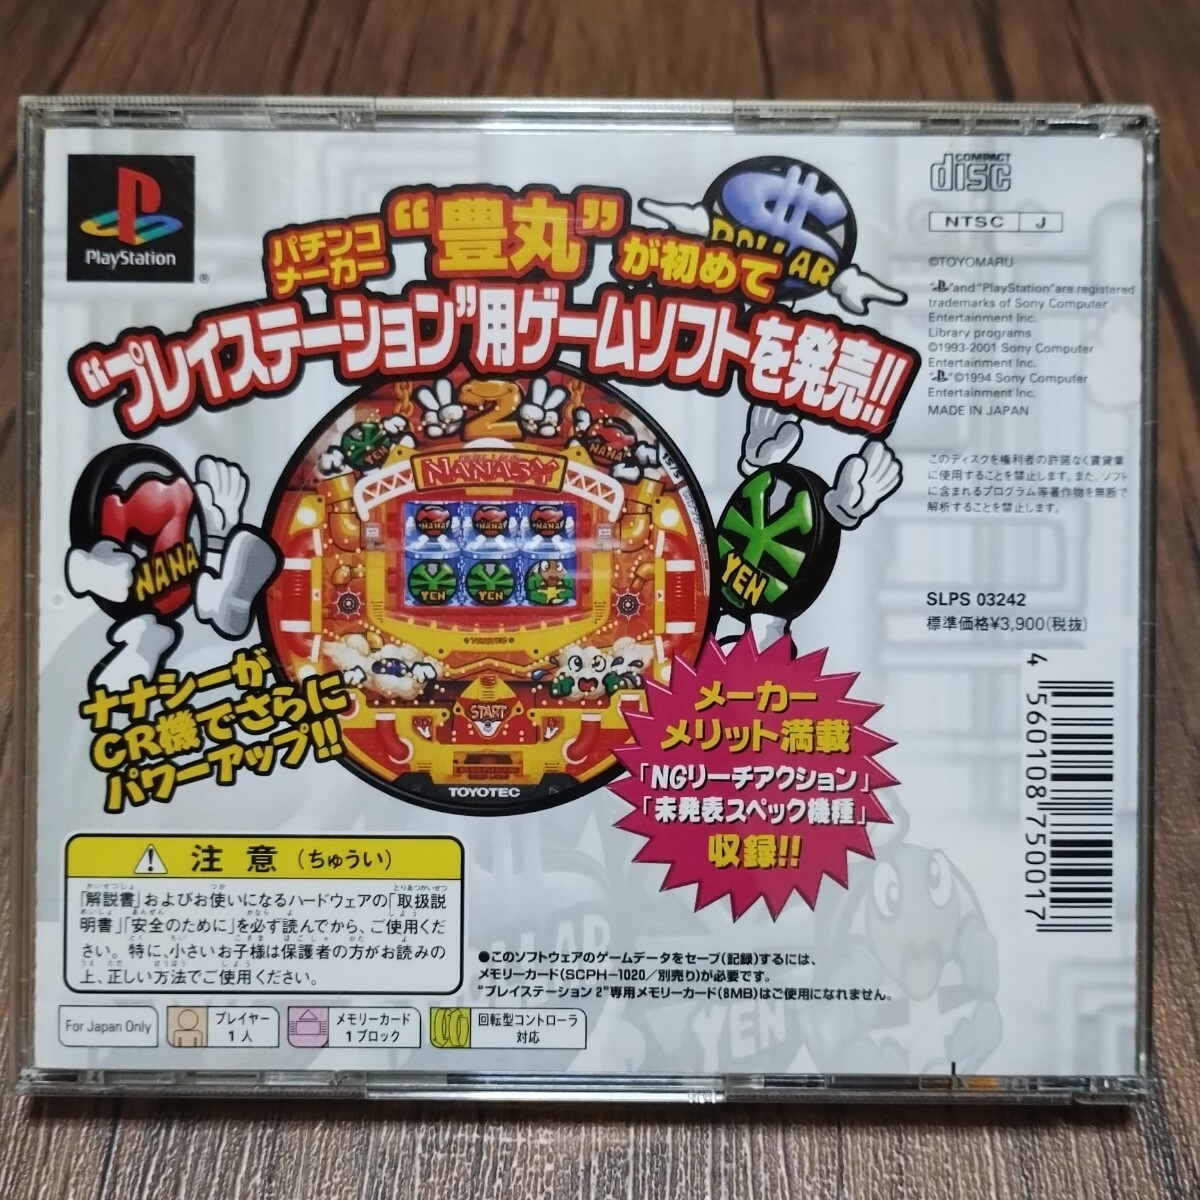 PlayStation
®
パチンコ
メーカー
“豊丸”
が初めて
“プレイステーション”用ゲームソフトを発売!!
DOLLAR
2
YEN
NANA
NANASY
NANA
NANA
NANA
YEN
YEN
START
TOYOTEC
7
NANA
YEN
ナナシーが
CR機でさらに
パワーアップ!!
メーカー
メリット満載
「NGリーチアクション」
「未発表スペック機種」
収録!!
COMPACT
disc
NTSC J
©TOYOMARU
"and "PlayStation" are registered
trademarks of Sony Computer
Entertainment Inc.
Library programs
©1993-2001 Sony Computer
Entertainment Inc.
"©1994 Sony Computer
Entertainment Inc.
MADE IN JAPAN
このディスクを権利者の許諾なく賃貸業
に使用することを禁止します。また、ソフト
に含まれるプログラム等著作物を無断で
解析することを禁止します。
SLPS 03242
標準価格¥3,900(税抜)
4 560108 750017
注意(ちゅうい)
「解説書」およびお使いになるハードウェアの「取扱説
明書」「安全のために」を必ず読んでから、ご使用くだ
さい。特に、小さいお子様は保護者の方がお読みの
上、正しい方法でご使用ください。
●このソフトウェアのゲームデータをセーブ(記録)するには、
メモリーカード(SCPH-1020/別売り)が必要です。
“プレイステーション 2”専用メモリーカード(8MB)はご使用になれません。
For Japan Only
プレイヤー
1人
メモリーカード
1ブロック
回転型コントローラ
対応
YEN